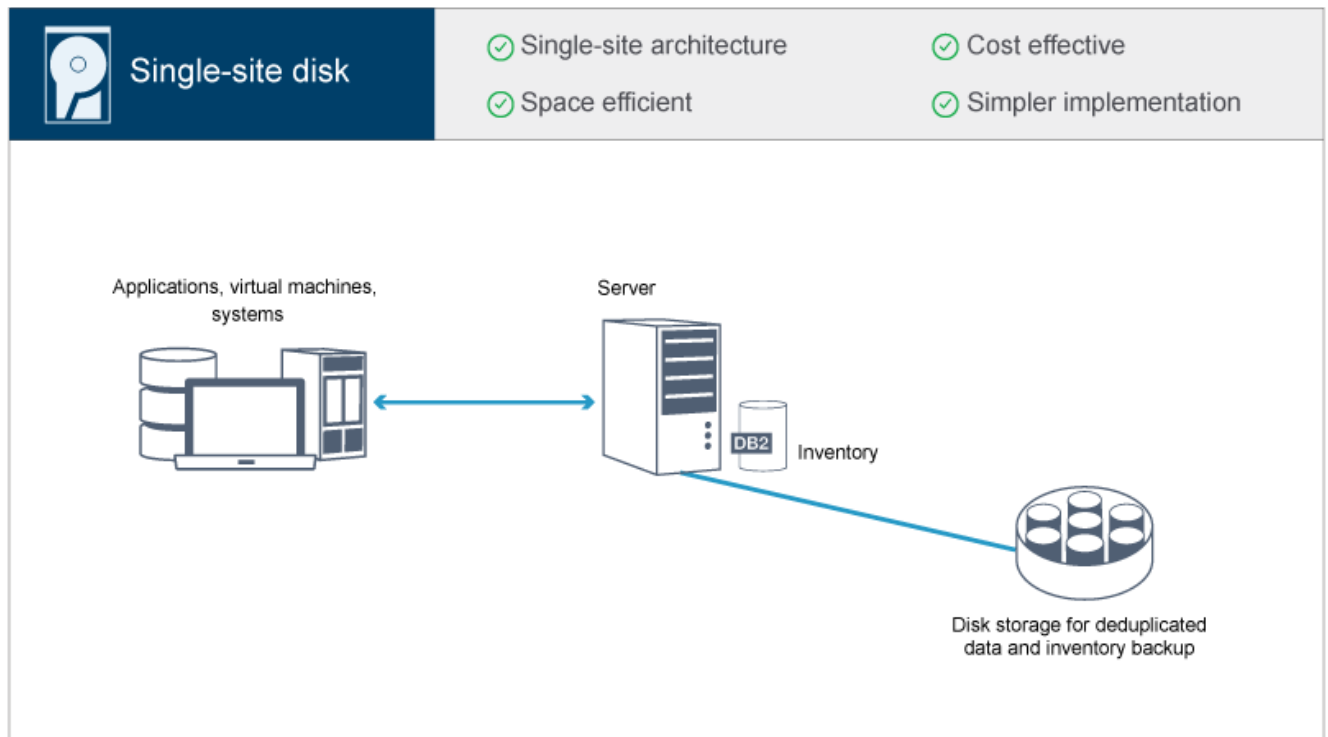 Single-site disk
Single-site architecture
Cost effective
Space efficient
Simpler implementation
Applications, virtual machines,
systems
Server
DB2
Inventory
Disk storage for deduplicated
data and inventory backup